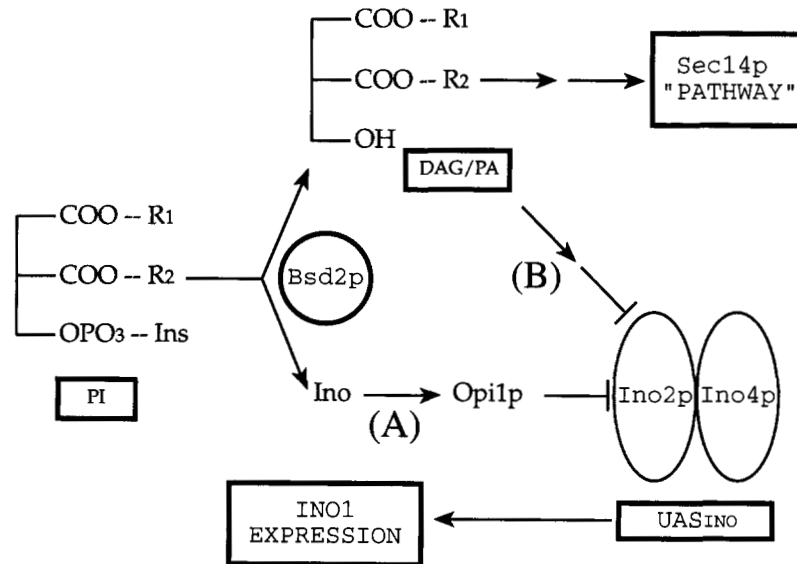 COO -- R1
COO -- R2
OH
Sec14p
"PATHWAY"
DAG/PA
COO -- R1
COO -- R2
OPO3 -- Ins
PI
Bsd2p
(B)
Ino
(A)
Opi1p
Ino2p
Ino4p
INO1
EXPRESSION
UASINO